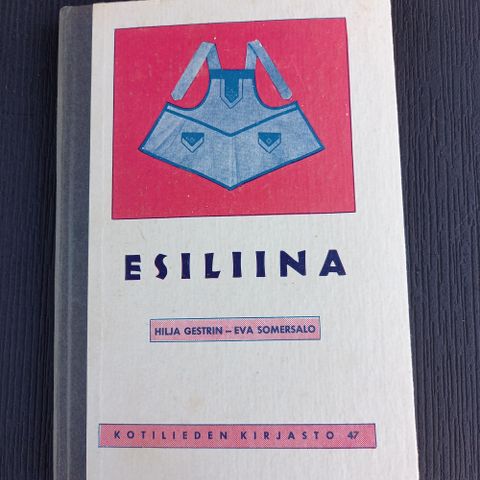 ESILIINA
HILJA GESTRIN – EVA SOMERSALO
KOTILIEDEN KIRJASTO 47